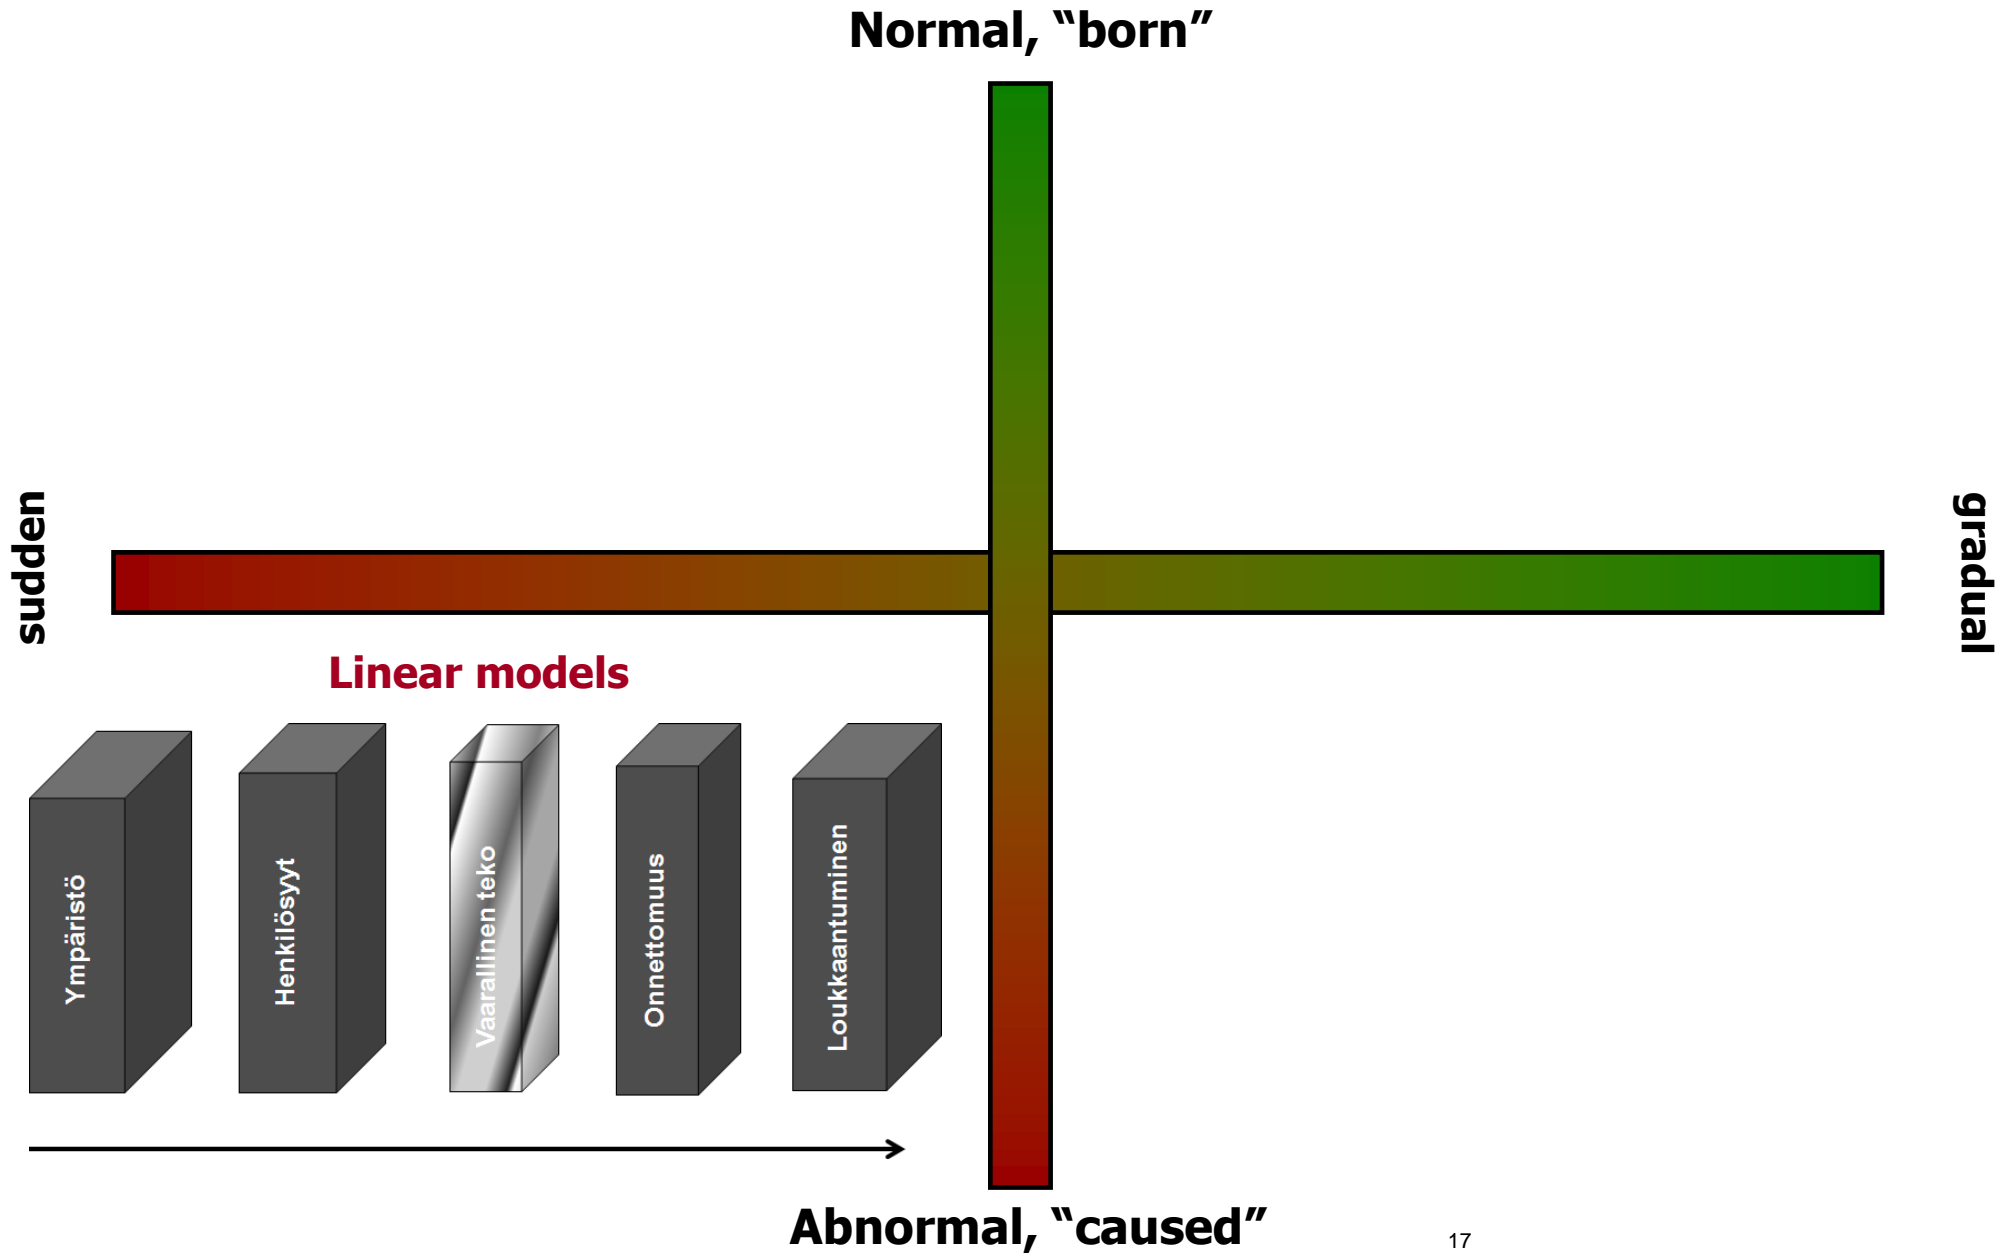 Normal, “born”
sudden
gradual
Linear models
Ympäristö
Henkilösyyt
Vaarallinen teko
Onnettomuus
Loukkaantuminen
Abnormal, “caused”
17